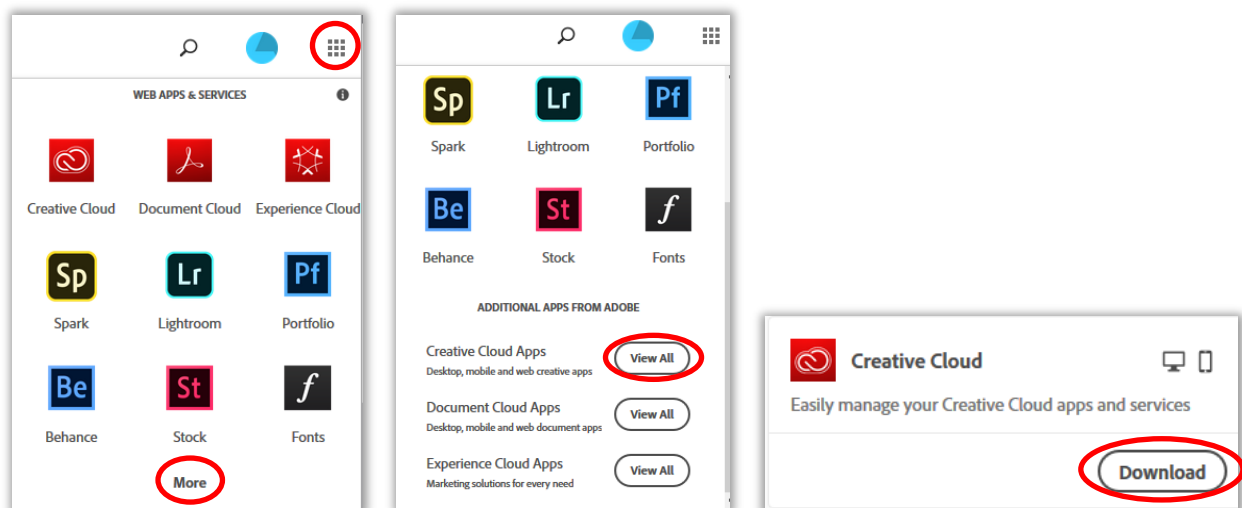 WEB APPS & SERVICES
Creative Cloud Document Cloud Experience Cloud
Sp Lr Pf
Spark Lightroom Portfolio
Be St f
Behance Stock Fonts
More
Sp Lr Pf
Spark Lightroom Portfolio
Be St f
Behance Stock Fonts
ADDITIONAL APPS FROM ADOBE
Creative Cloud Apps
Desktop, mobile and web creative apps
View All
Document Cloud Apps
Desktop, mobile and web document apps
View All
Experience Cloud Apps
Marketing solutions for every need
View All
Creative Cloud
Easily manage your Creative Cloud apps and services
Download